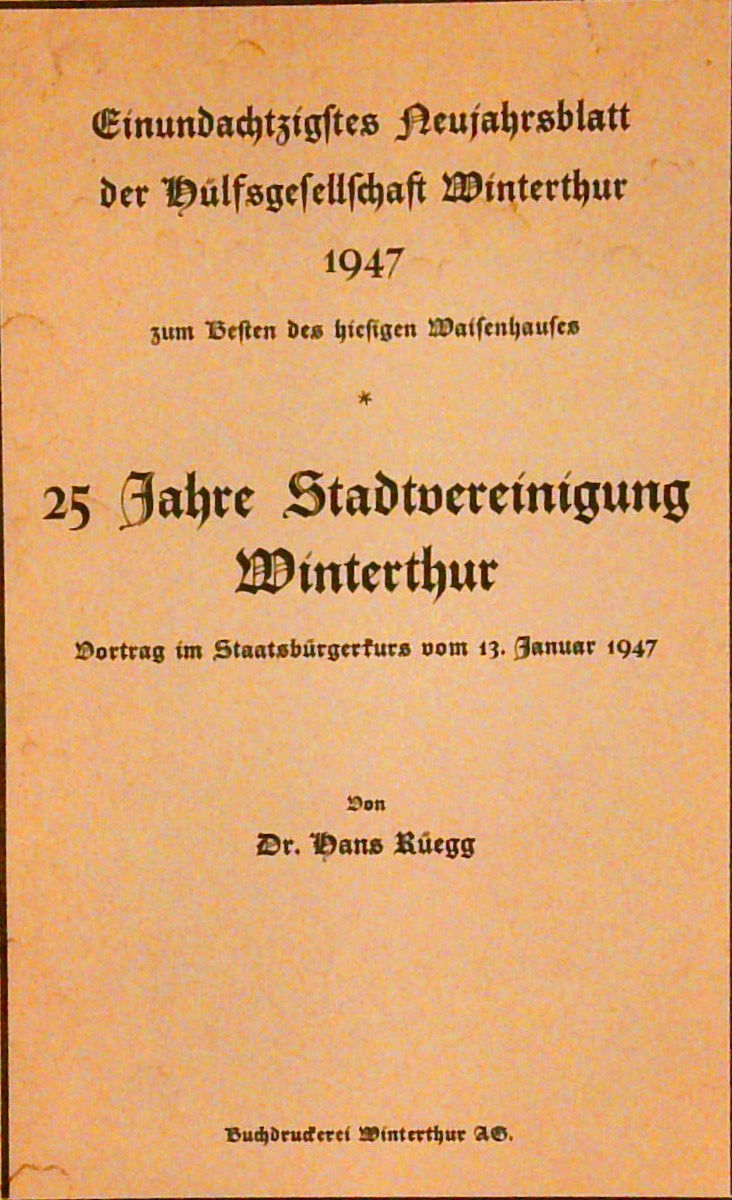 Einundachtzigstes Neujahrsblatt
der Hülfsgesellschaft Winterthur
1947
zum Besten des hiesigen Waisenhauses
*
25 Jahre Stadtvereinigung
Winterthur
Vortrag im Staatsbürgerkurs vom 13. Januar 1947
Von
Dr. Hans Rüegg
Buchdruckerei Winterthur AG.